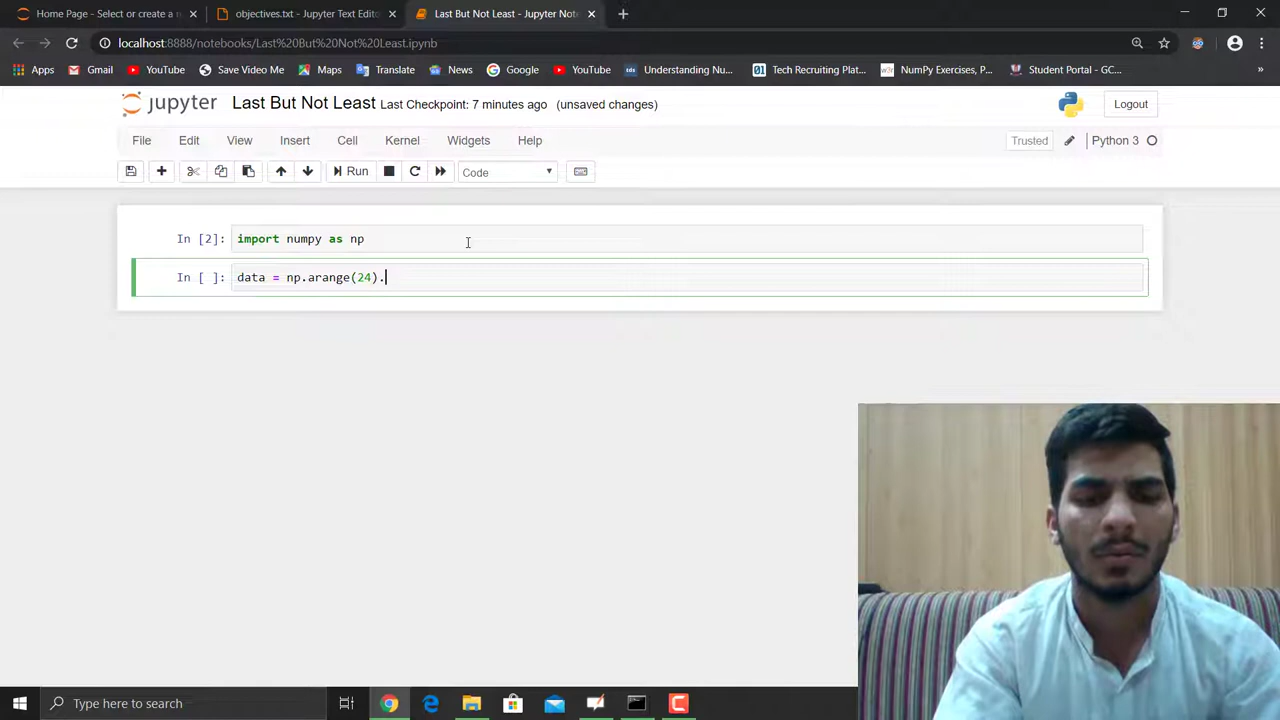 Home Page - Select or create a n
objectives.txt - Jupyter Text Edito
Last But Not Least - Jupyter Note
localhost:8888/notebooks/Last%20But%20Not%20Least.ipynb
Apps
Gmail
YouTube
Save Video Me
Maps
Translate
News
Google
YouTube
tds
Understanding Nu...
01
Tech Recruiting Plat...
w3r
NumPy Exercises, P...
Student Portal - GC...
»
jupyter
Last But Not Least Last Checkpoint: 7 minutes ago (unsaved changes)
Logout
File
Edit
View
Insert
Cell
Kernel
Widgets
Help
Trusted
Python 3
Run
Code
In [2]: import numpy as np
In [ ]: data = np.arange(24).
Type here to search